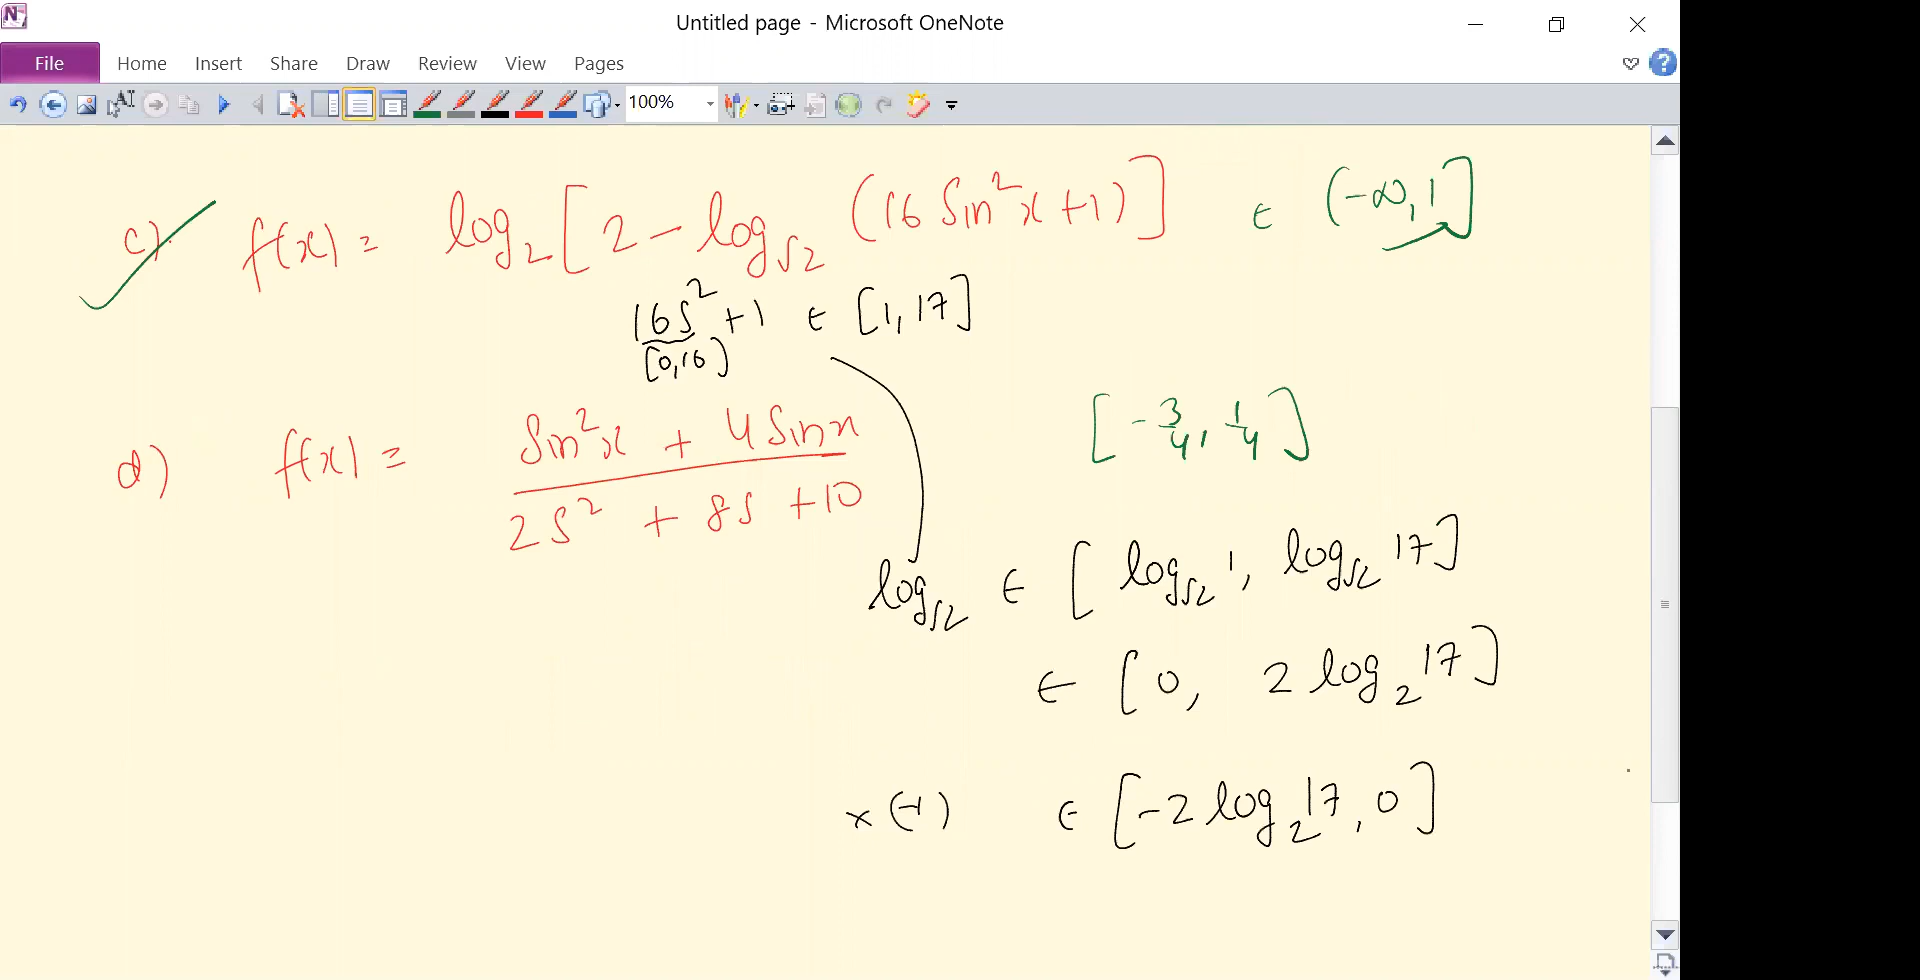 Untitled page - Microsoft OneNote
File Home Insert Share Draw Review View Pages
100%
c). f(x) = log₂[2 - log√2 (16 Sin²x + 1)] ∈ (-∞, 1]
16S² + 1 ∈ [1, 17]
[0,16]
d) f(x) = (Sin²x + 4 Sinx) / (2S² + 8S + 10) [-3/4, 1/4]
log√2 ∈ [log√2 1, log√2 17]
∈ [0, 2 log₂ 17]
x (-1) ∈ [-2 log₂ 17, 0]